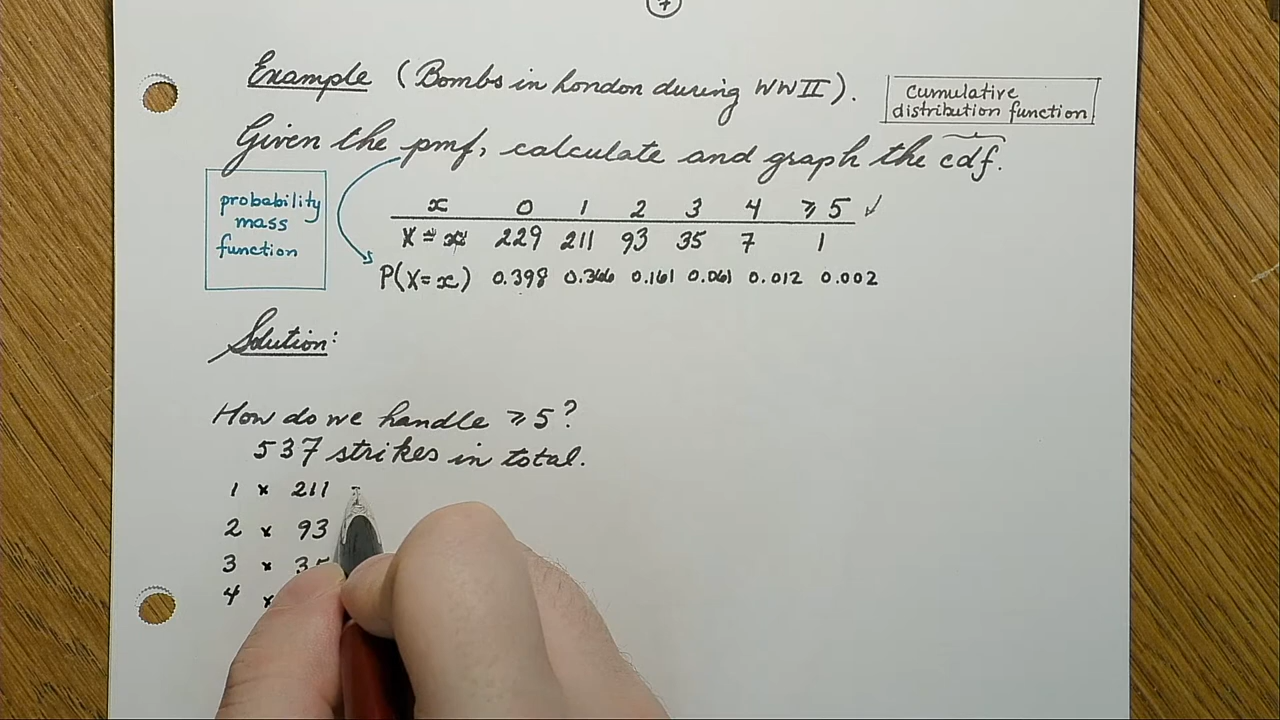 7
Example (Bombs in London during WWII).
cumulative
distribution function
Given the pmf, calculate and graph the cdf.
probability
mass
function
x 0 1 2 3 4 ⩾ 5 ✓
X = x 229 211 93 35 7 1
P(X=x) 0.398 0.366 0.161 0.061 0.012 0.002
Solution:
How do we handle ⩾ 5?
537 strikes in total.
1 × 211 =
2 × 93
3 × 35
4 ×